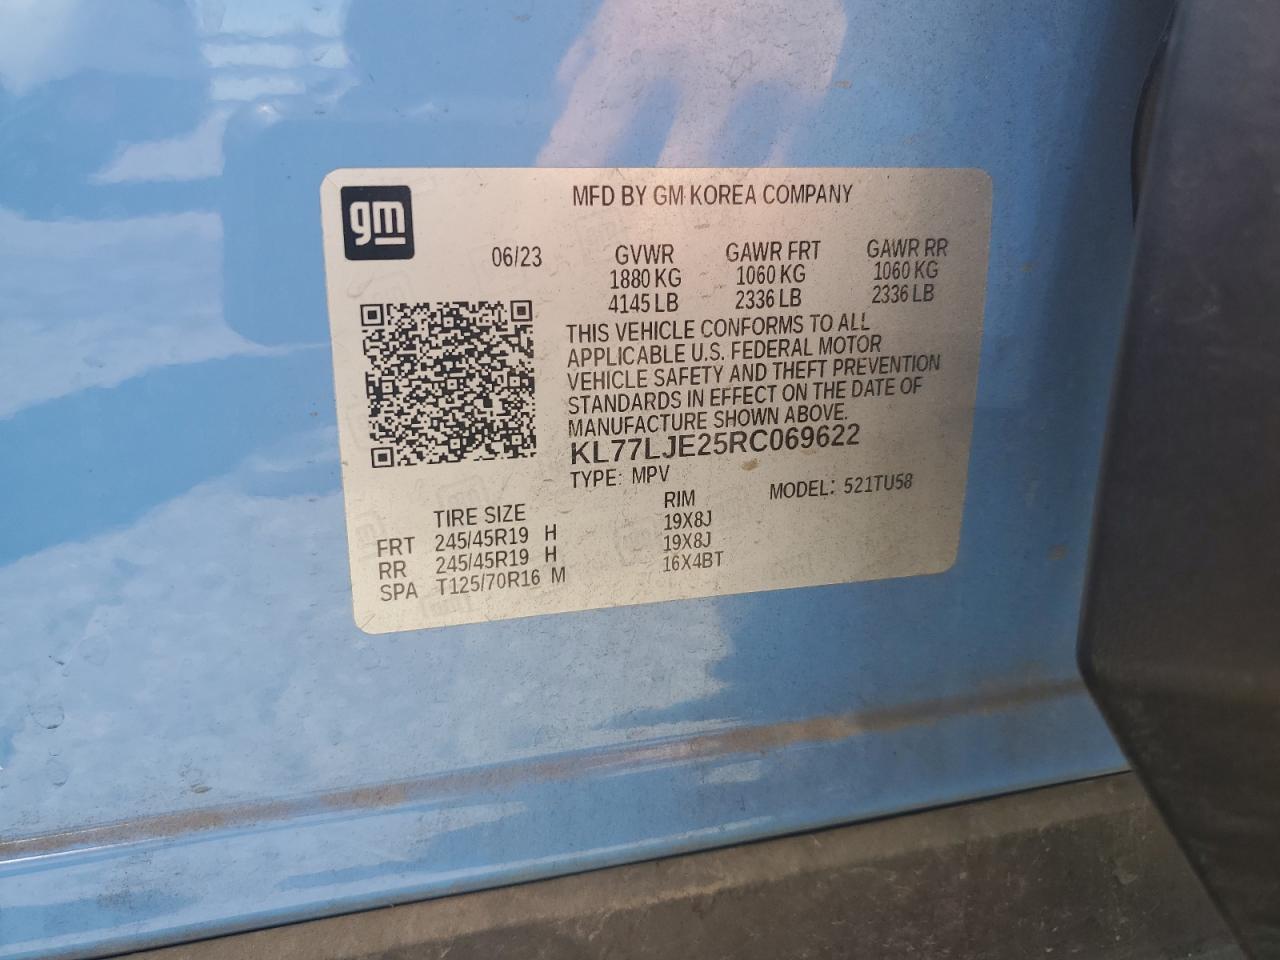 gm
MFD BY GM KOREA COMPANY
06/23
GVWR GAWR FRT GAWR RR
1880 KG 1060 KG 1060 KG
4145 LB 2336 LB 2336 LB
THIS VEHICLE CONFORMS TO ALL
APPLICABLE U.S. FEDERAL MOTOR
VEHICLE SAFETY AND THEFT PREVENTION
STANDARDS IN EFFECT ON THE DATE OF
MANUFACTURE SHOWN ABOVE.
KL77LJE25RC069622
TYPE: MPV MODEL: 521TU58
TIRE SIZE RIM
FRT 245/45R19 H 19X8J
RR 245/45R19 H 19X8J
SPA T125/70R16 M 16X4BT